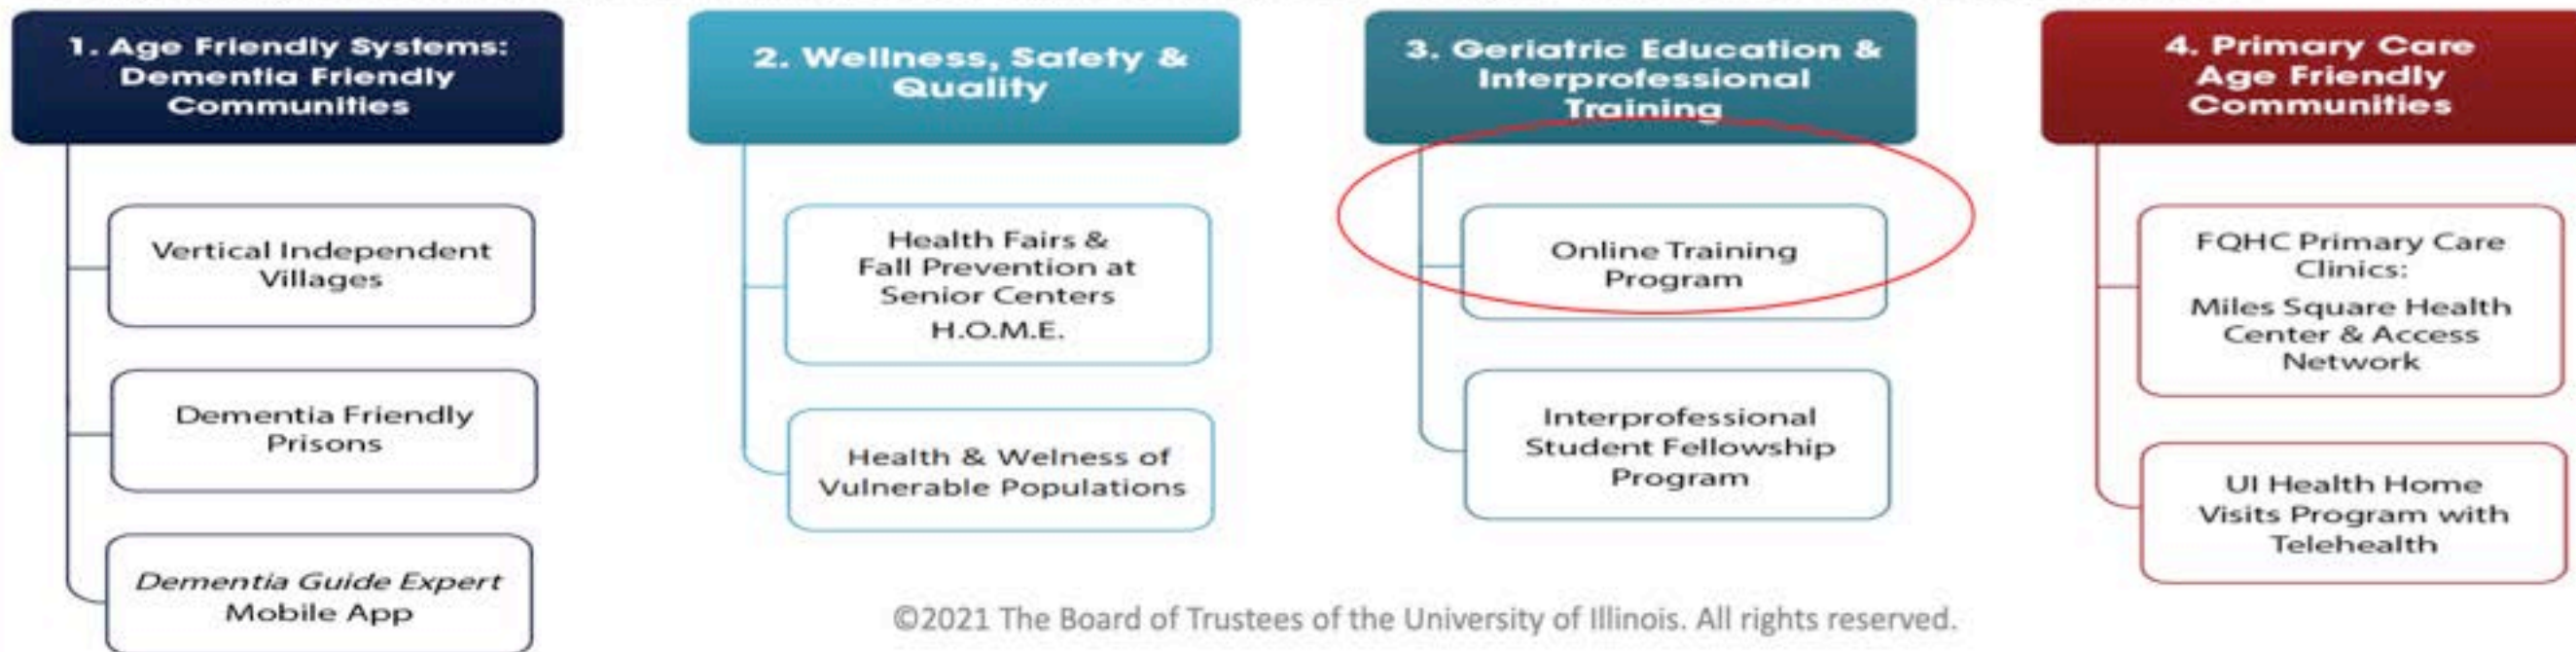 1. Age Friendly Systems:
Dementia Friendly
Communities
Vertical Independent
Villages
Dementia Friendly
Prisons
Dementia Guide Expert
Mobile App
2. Wellness, Safety &
Quality
Health Fairs &
Fall Prevention at
Senior Centers
H.O.M.E.
Health & Welness of
Vulnerable Populations
3. Geriatric Education &
Interprofessional
Training
Online Training
Program
Interprofessional
Student Fellowship
Program
4. Primary Care
Age Friendly
Communities
FQHC Primary Care
Clinics:
Miles Square Health
Center & Access
Network
UI Health Home
Visits Program with
Telehealth
©2021 The Board of Trustees of the University of Illinois. All rights reserved.